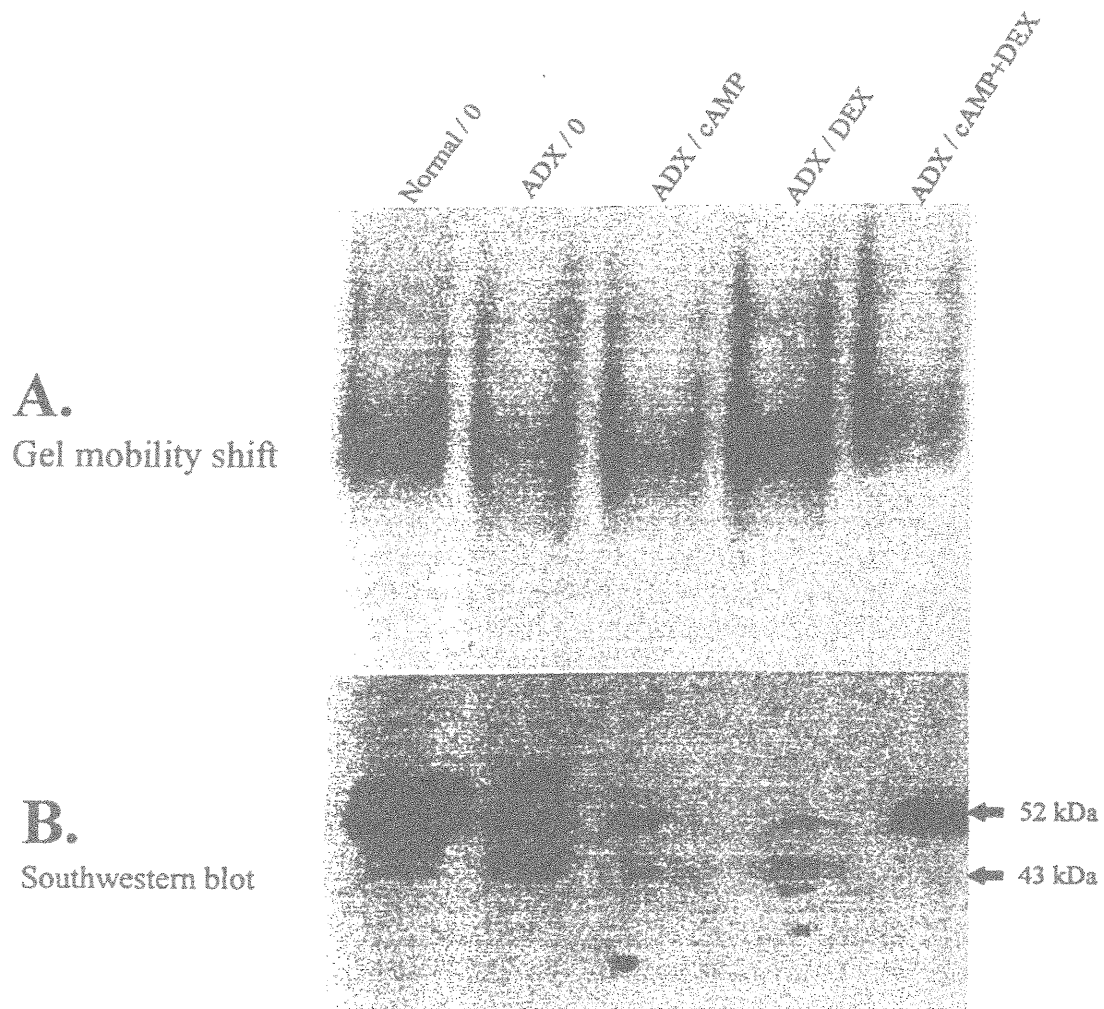 Normal / 0
ADX / 0
ADX / cAMP
ADX / DEX
ADX / cAMP+DEX
A.
Gel mobility shift
B.
Southwestern blot
52 kDa
43 kDa